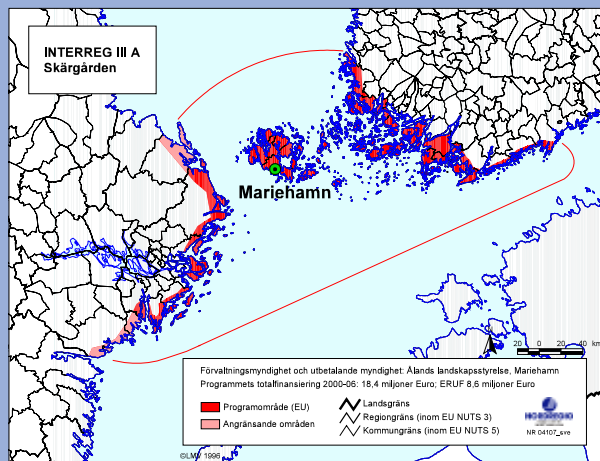 INTERREG III A
Skärgården
Mariehamn
20 0 20 40 km
Förvaltningsmyndighet och utbetalande myndighet: Ålands landskapsstyrelse, Mariehamn
Programmets totalfinansiering 2000-06: 18,4 miljoner Euro; ERUF 8,6 miljoner Euro
Programområde (EU)
Angränsande områden
Landsgräns
Regiongräns (inom EU NUTS 3)
Kommungräns (inom EU NUTS 5)
NORDREGIO
NR 04107_sve
©LMV 1996